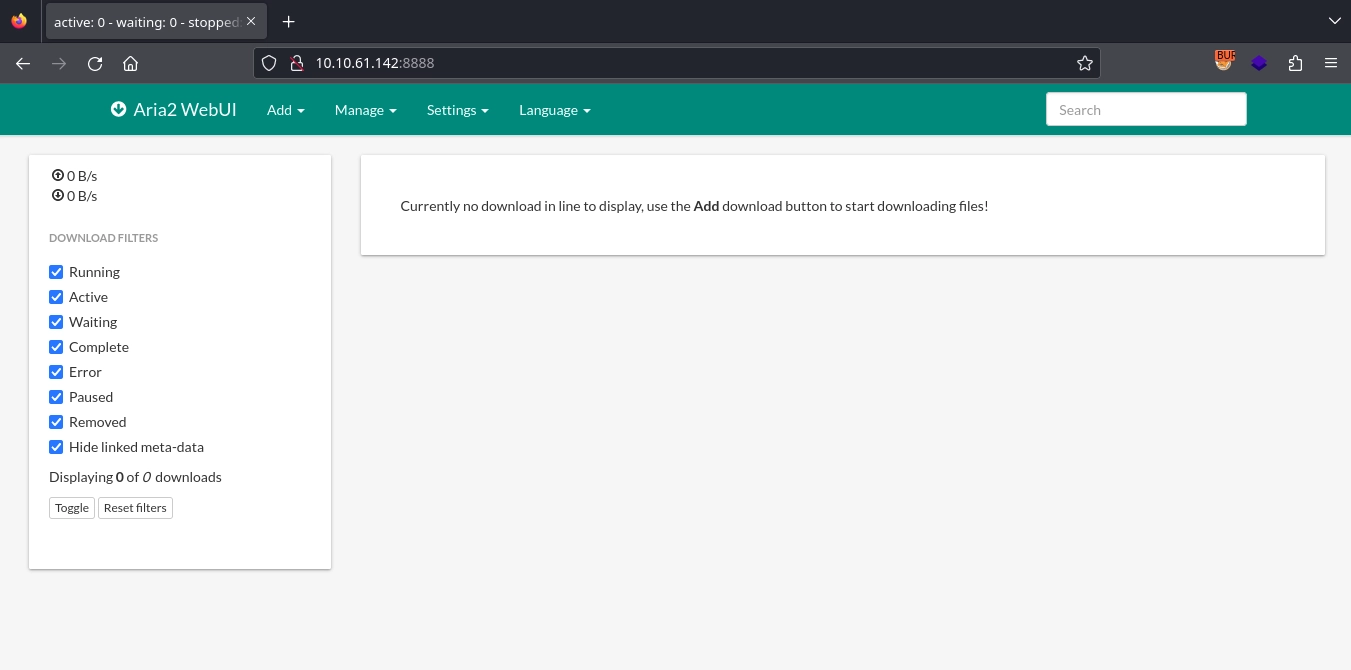 active: 0 - waiting: 0 - stopped:
10.10.61.142:8888
BUR
Aria2 WebUI
Add
Manage
Settings
Language
Search
0 B/s
0 B/s
DOWNLOAD FILTERS
Running
Active
Waiting
Complete
Error
Paused
Removed
Hide linked meta-data
Displaying 0 of 0 downloads
Toggle
Reset filters
Currently no download in line to display, use the Add download button to start downloading files!